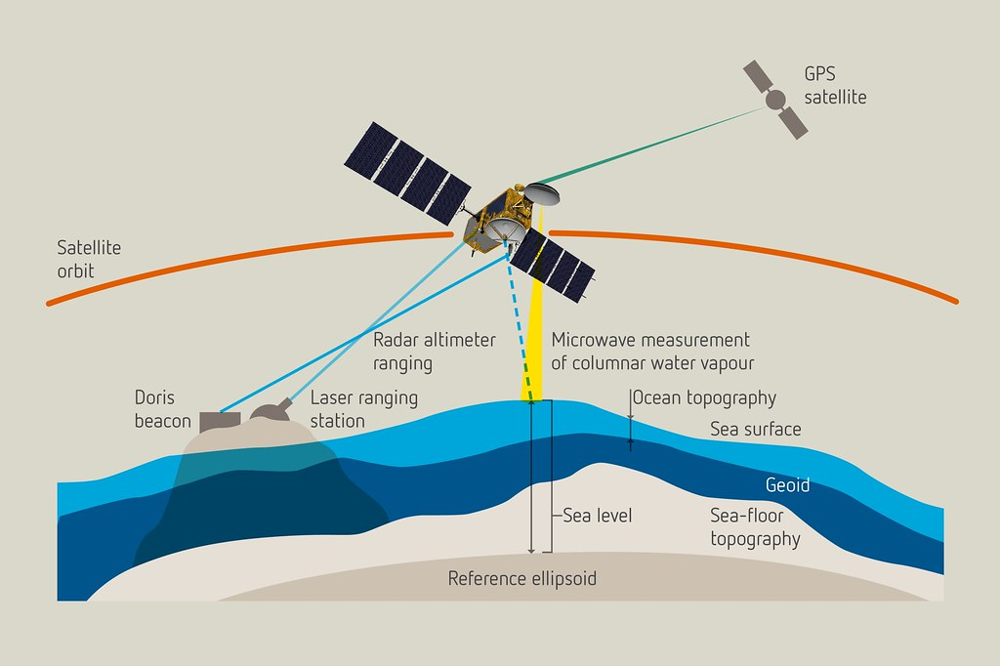 GPS
satellite
Satellite
orbit
Radar altimeter
ranging
Microwave measurement
of columnar water vapour
Doris
beacon
Laser ranging
station
Ocean topography
Sea surface
Geoid
Sea level
Sea-floor
topography
Reference ellipsoid